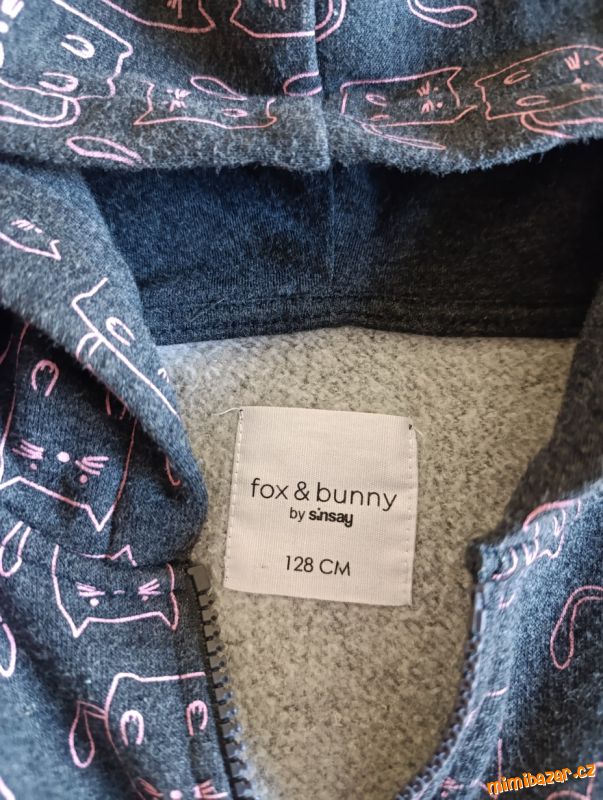 fox & bunny
by sinsay
128 CM
mimibazar.cz